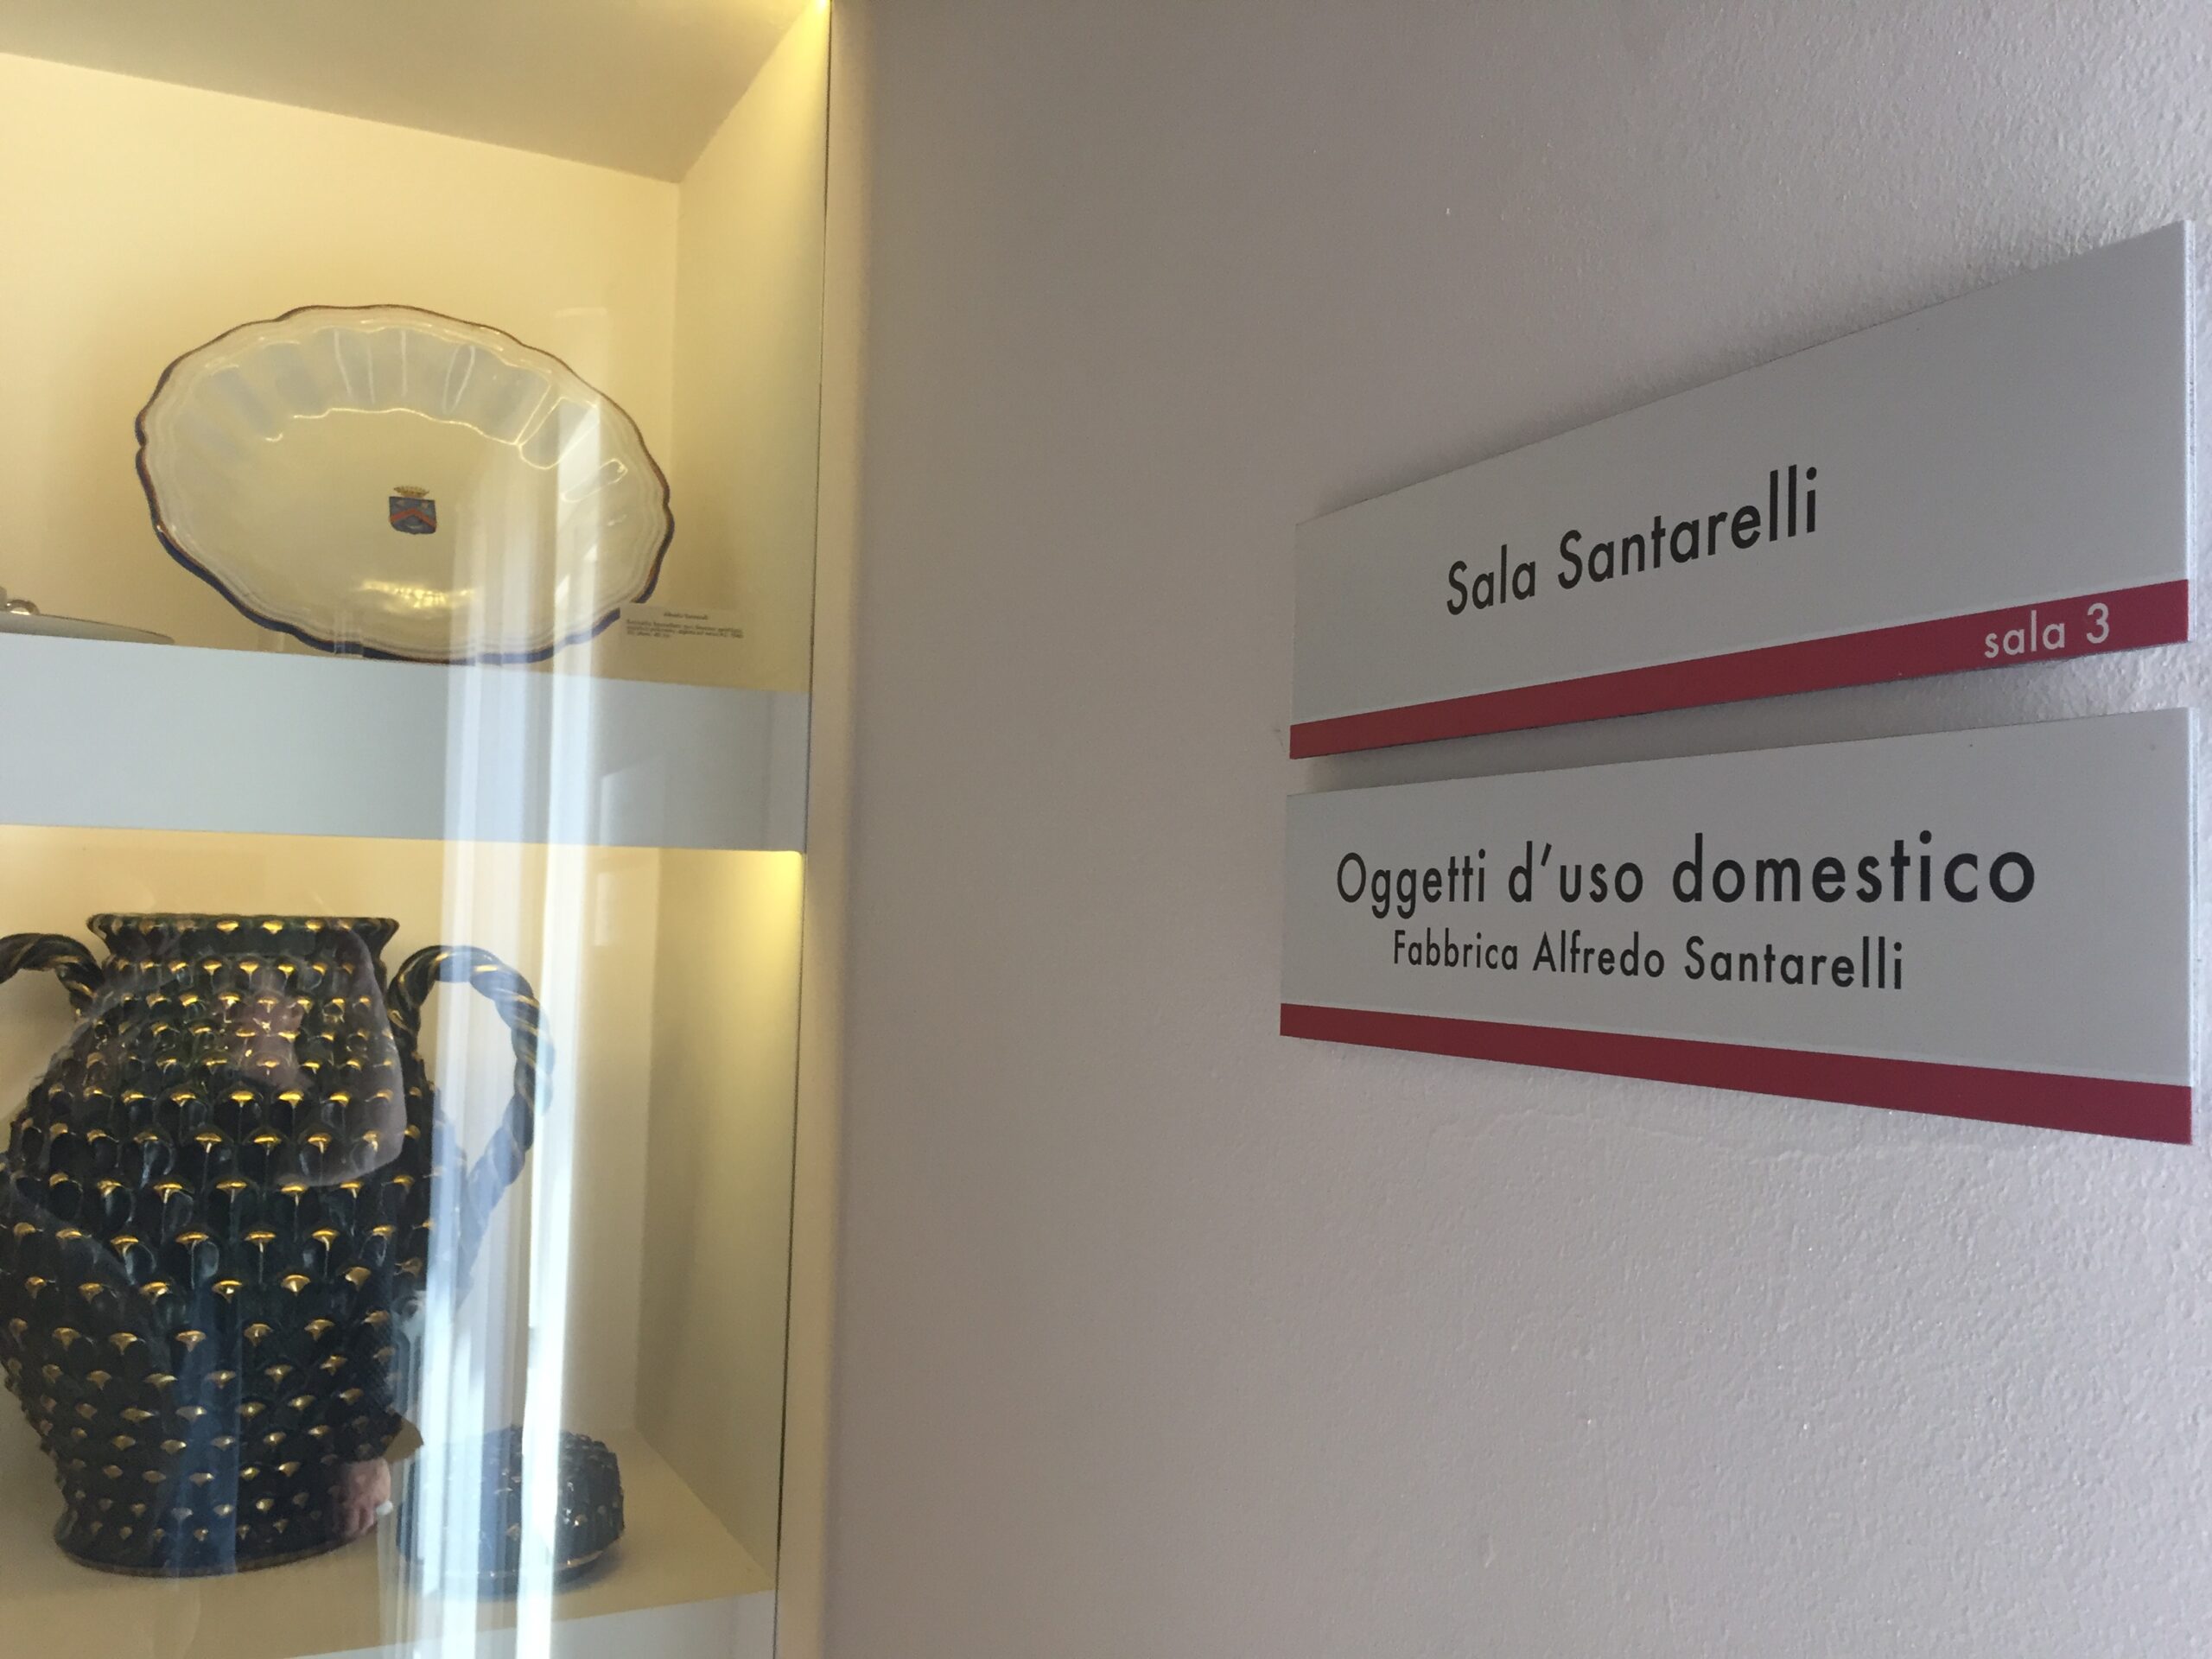 Sala Santarelli
sala 3
Oggetti d'uso domestico
Fabbrica Alfredo Santarelli